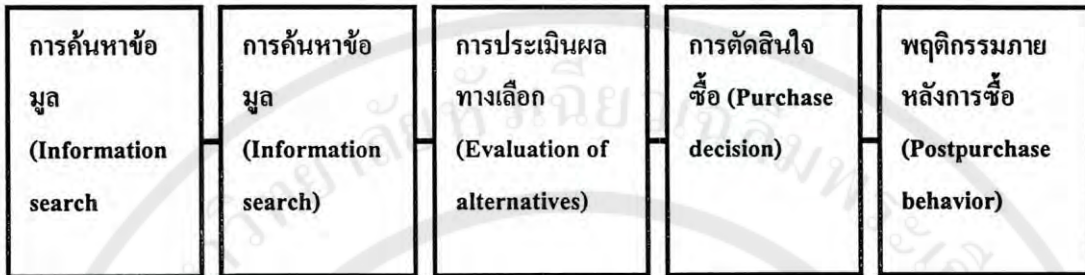 การค้นหาข้อ
มูล
(Information
search
การค้นหาข้อ
มูล
(Information
search)
การประเมินผล
ทางเลือก
(Evaluation of
alternatives)
การตัดสินใจ
ซื้อ (Purchase
decision)
พฤติกรรมภาย
หลังการซื้อ
(Postpurchase
behavior)